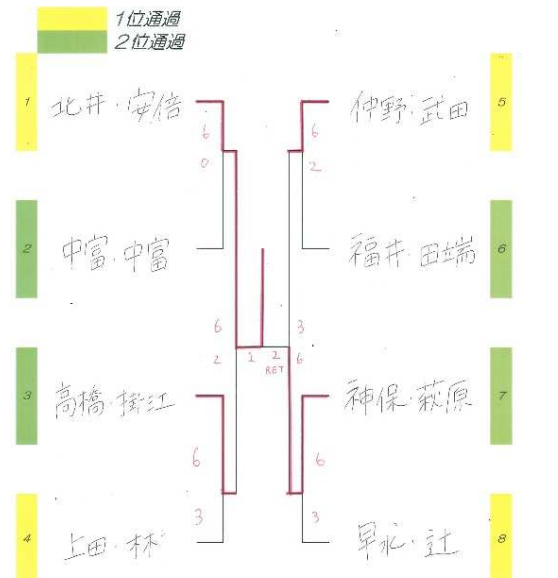 1位通過
2位通過
1 北井・安倍 6 6 仲野・武田 5
0 2
2 中富・中富 福井・田端 6
6 3
2 1 2 6
RET
3 高橋・掛江 神保・萩原 7
6 6
3 3
4 上田・林 早水・辻 8